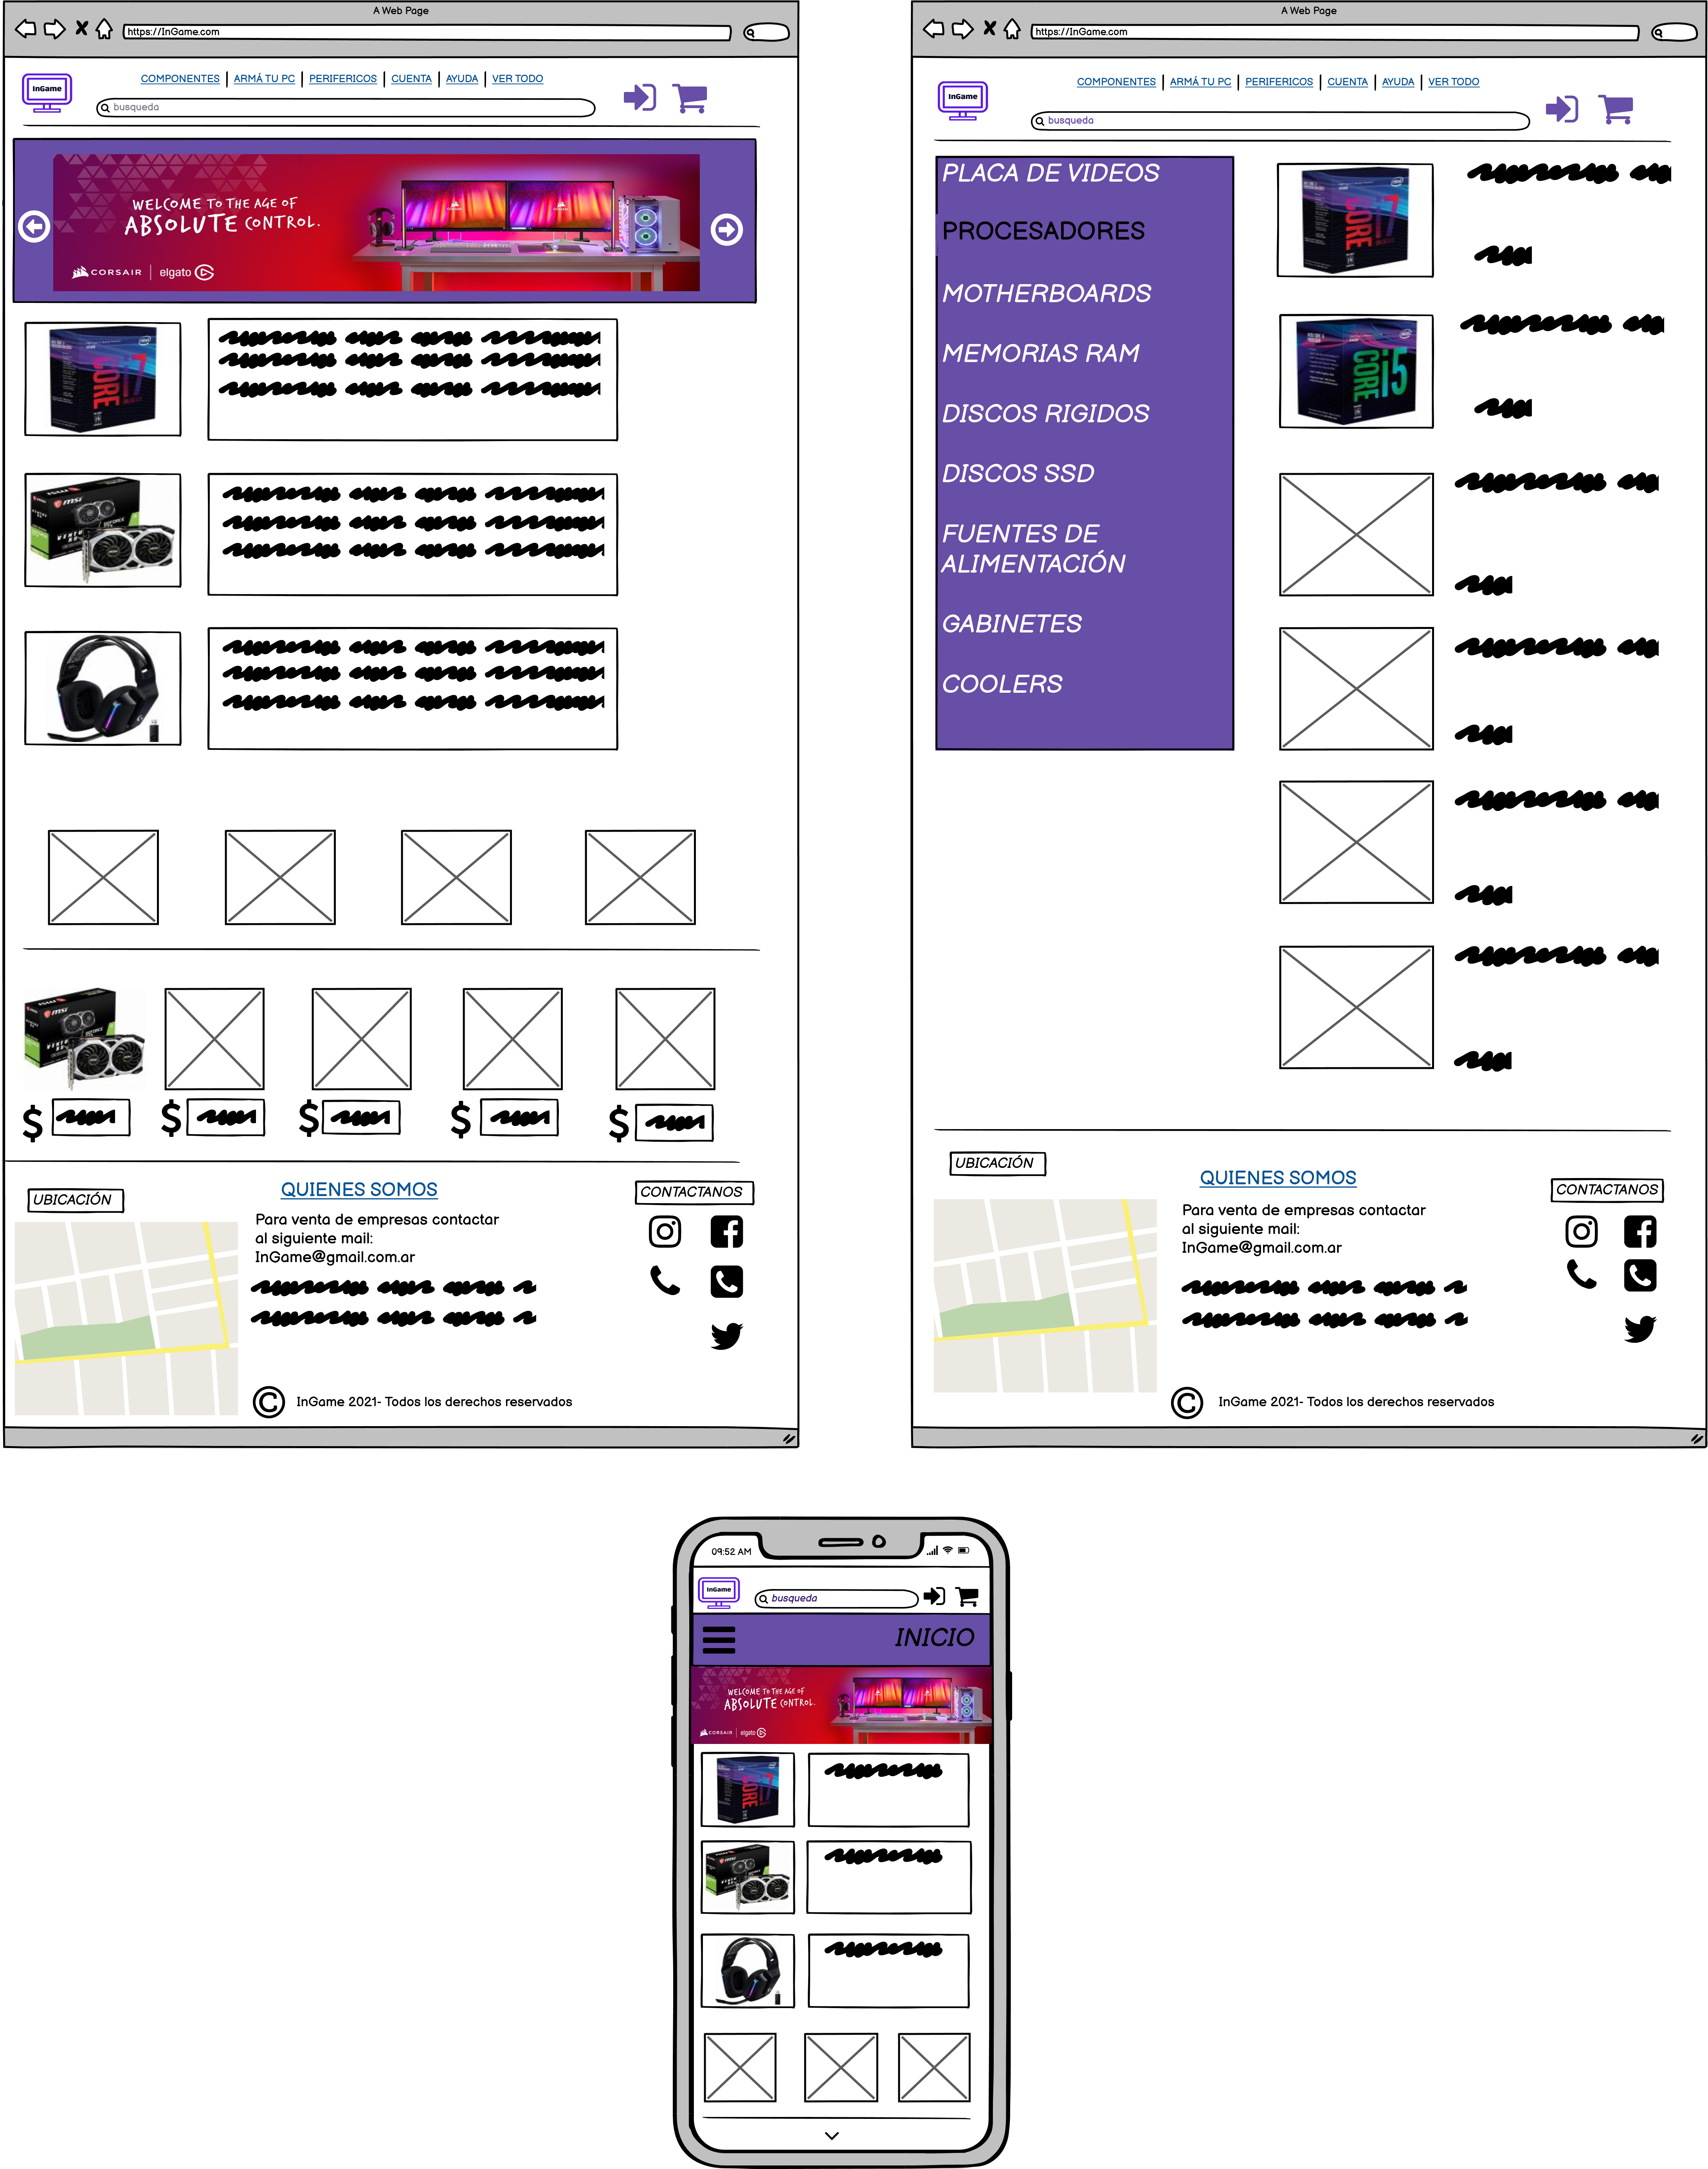 A Web Page
https://InGame.com
InGame
COMPONENTES | ARMÁ TU PC | PERIFERICOS | CUENTA | AYUDA | VER TODO
busqueda
WELCOME TO THE AGE OF
ABSOLUTE CONTROL.
CORSAIR | elgato
intel
CORE i7
msi
UBICACIÓN
QUIENES SOMOS
Para venta de empresas contactar
al siguiente mail:
InGame@gmail.com.ar
CONTACTANOS
© InGame 2021- Todos los derechos reservados
A Web Page
https://InGame.com
InGame
COMPONENTES | ARMÁ TU PC | PERIFERICOS | CUENTA | AYUDA | VER TODO
busqueda
PLACA DE VIDEOS
PROCESADORES
MOTHERBOARDS
MEMORIAS RAM
DISCOS RIGIDOS
DISCOS SSD
FUENTES DE
ALIMENTACIÓN
GABINETES
COOLERS
intel
CORE i7
intel
CORE i5
UBICACIÓN
QUIENES SOMOS
Para venta de empresas contactar
al siguiente mail:
InGame@gmail.com.ar
CONTACTANOS
© InGame 2021- Todos los derechos reservados
09:52 AM
InGame
busqueda
INICIO
WELCOME TO THE AGE OF
ABSOLUTE CONTROL.
CORSAIR | elgato
CORE i7
msi